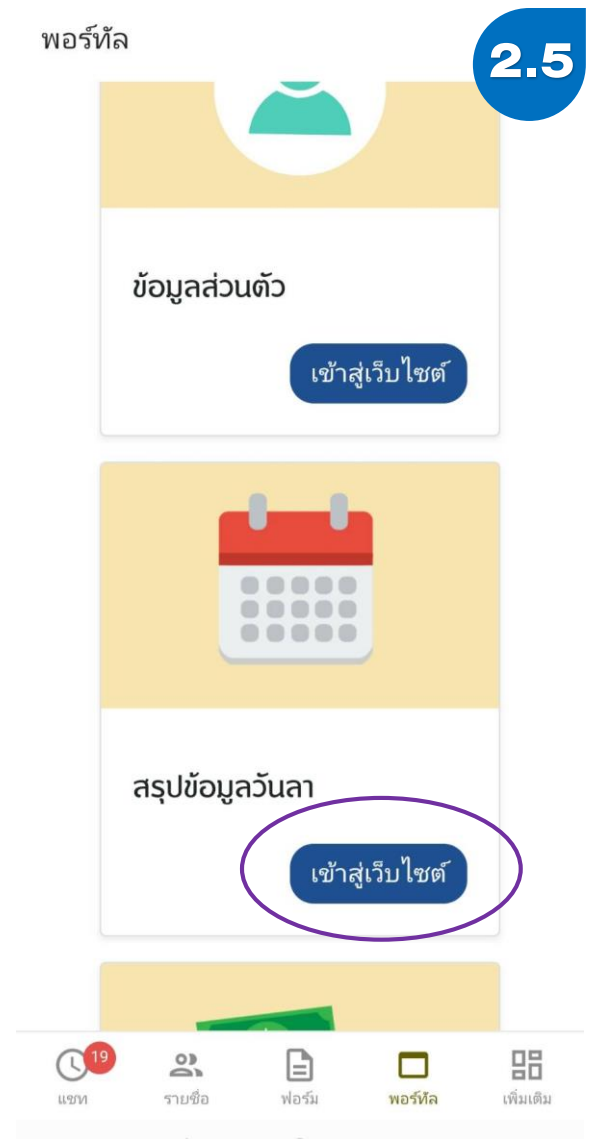 พอร์ทัล
2.5
ข้อมูลส่วนตัว
เข้าสู่เว็บไซต์
สรุปข้อมูลวันลา
เข้าสู่เว็บไซต์
19
แชท
รายชื่อ
ฟอร์ม
พอร์ทัล
เพิ่มเติม